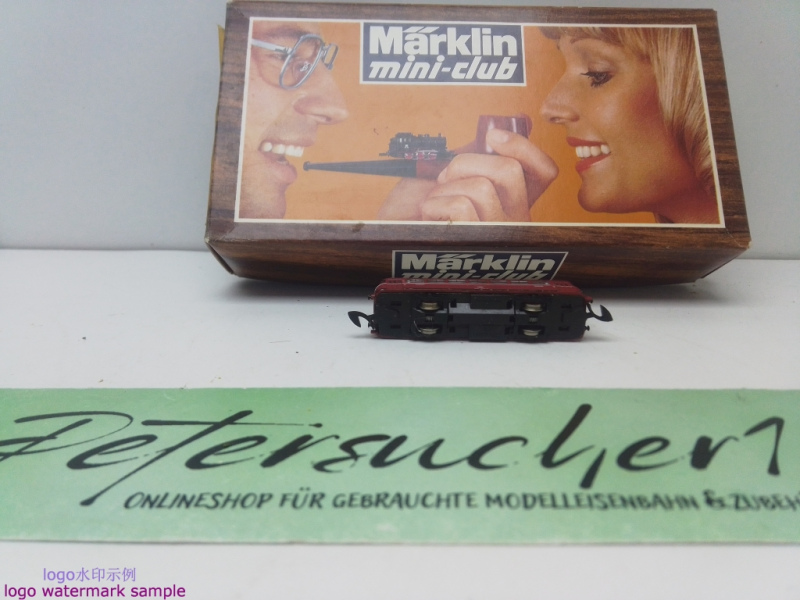 Märklin
mini-club
Märklin
mini-club
Petersucher1
ONLINESHOP FÜR GEBRAUCHTE MODELLEISENBAHN & ZUBEH
logo水印示例
logo watermark sample